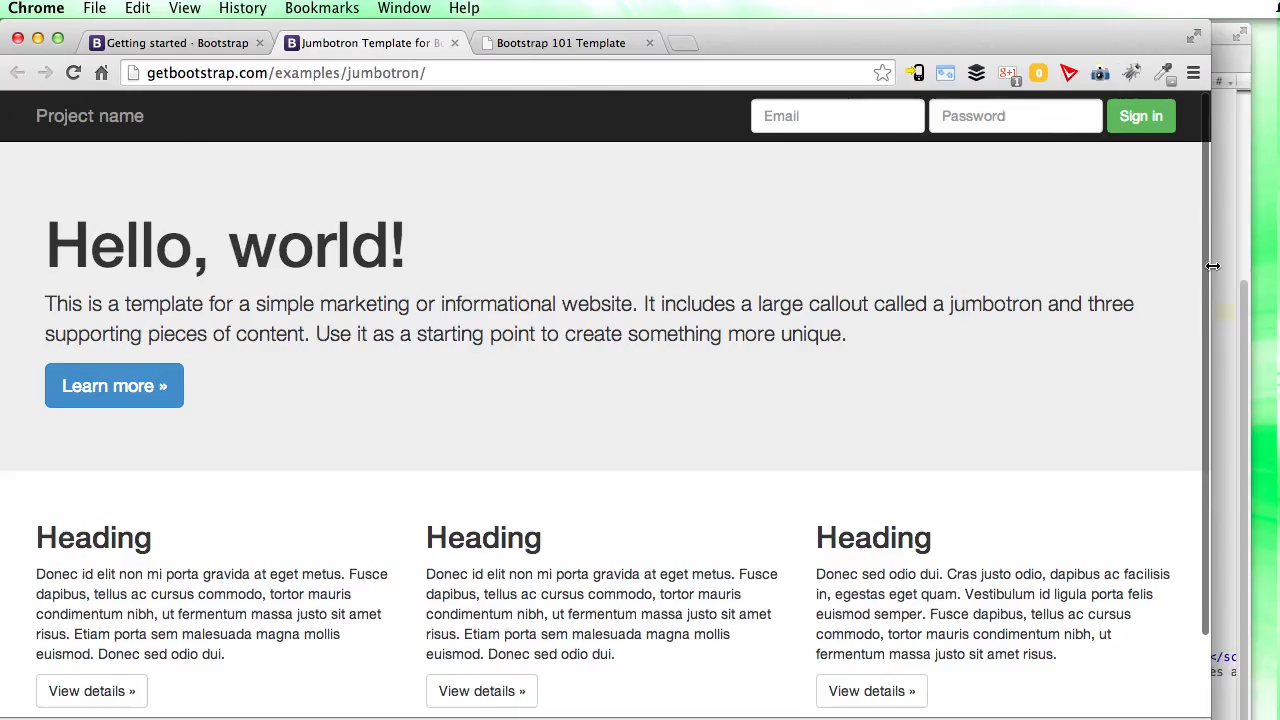 Chrome File Edit View History Bookmarks Window Help
Getting started · Bootstrap
Jumbotron Template for Bo
Bootstrap 101 Template
getbootstrap.com/examples/jumbotron/
Project name
Email
Password
Sign in
Hello, world!
This is a template for a simple marketing or informational website. It includes a large callout called a jumbotron and three
supporting pieces of content. Use it as a starting point to create something more unique.
Learn more »
Heading
Donec id elit non mi porta gravida at eget metus. Fusce
dapibus, tellus ac cursus commodo, tortor mauris
condimentum nibh, ut fermentum massa justo sit amet
risus. Etiam porta sem malesuada magna mollis
euismod. Donec sed odio dui.
View details »
Heading
Donec id elit non mi porta gravida at eget metus. Fusce
dapibus, tellus ac cursus commodo, tortor mauris
condimentum nibh, ut fermentum massa justo sit amet
risus. Etiam porta sem malesuada magna mollis
euismod. Donec sed odio dui.
View details »
Heading
Donec sed odio dui. Cras justo odio, dapibus ac facilisis
in, egestas eget quam. Vestibulum id ligula porta felis
euismod semper. Fusce dapibus, tellus ac cursus
commodo, tortor mauris condimentum nibh, ut
fermentum massa justo sit amet risus.
View details »
</sc
es a